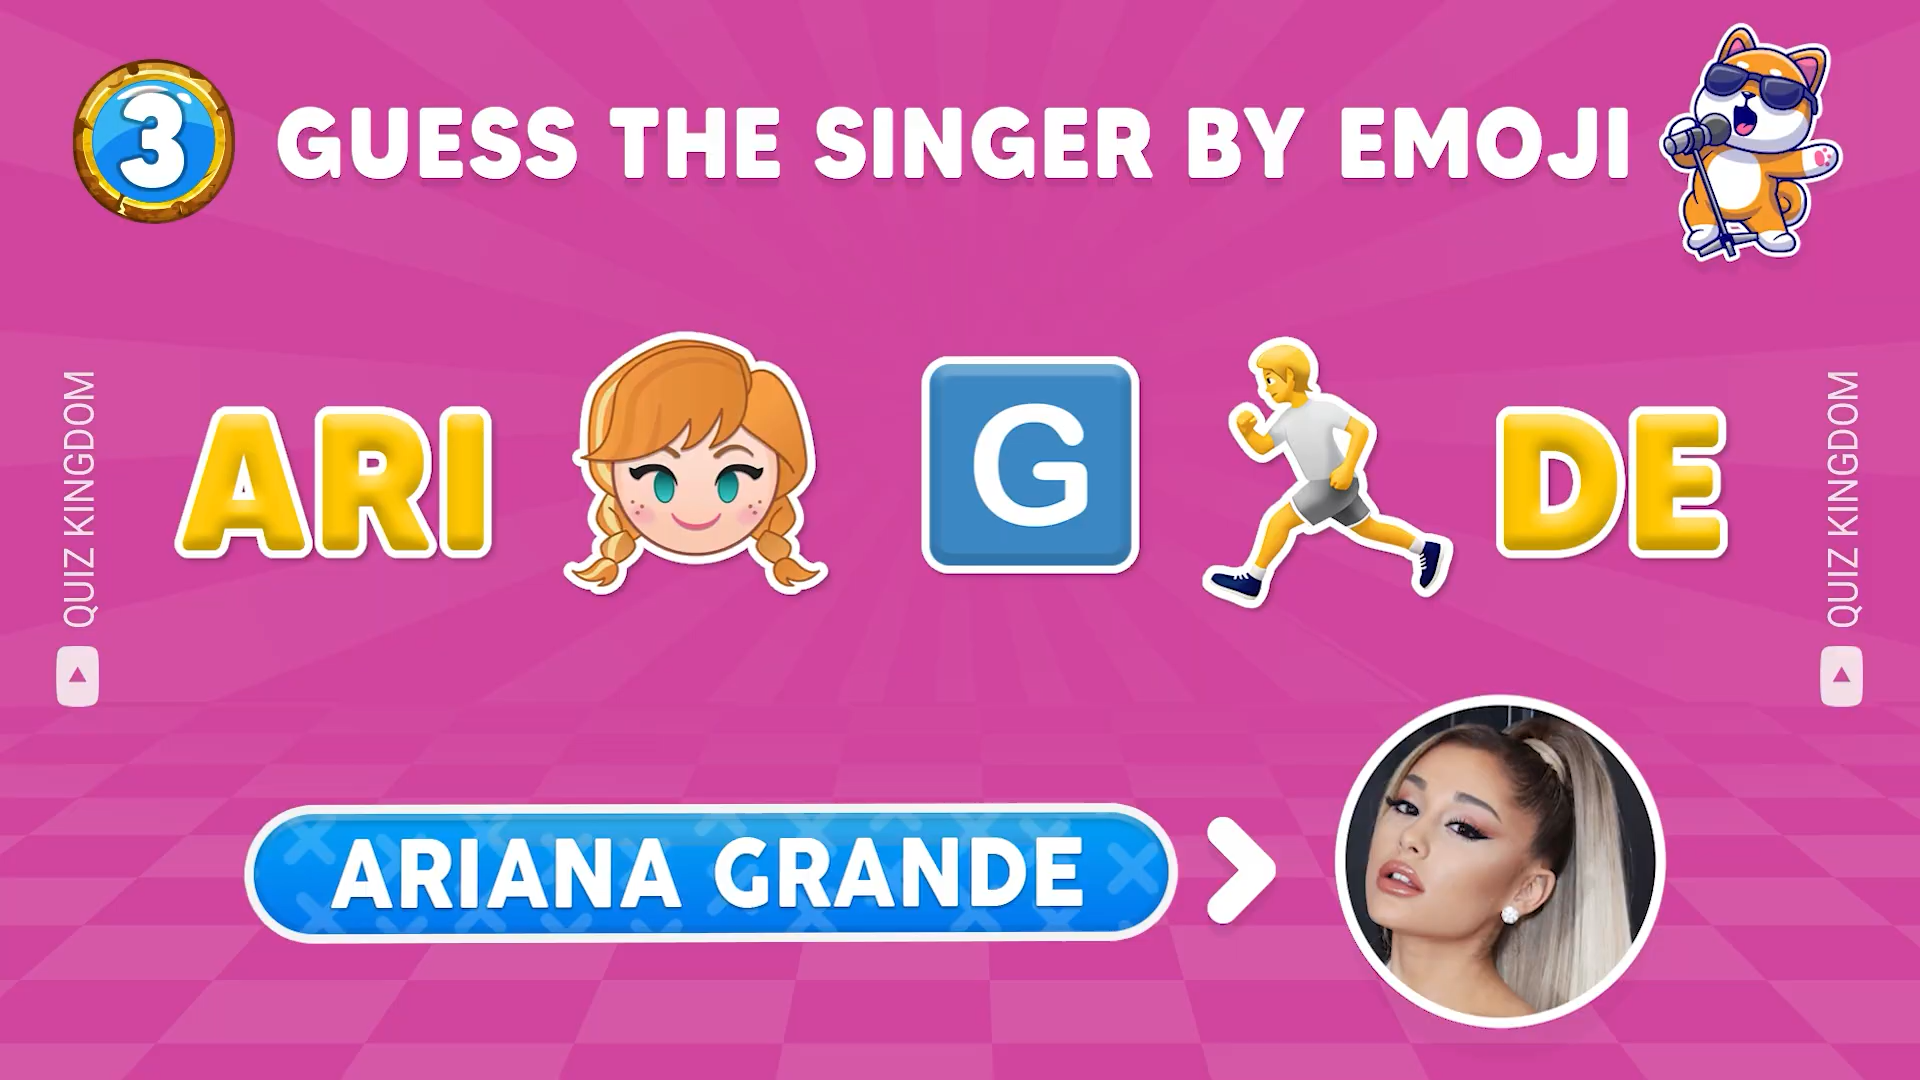 3
GUESS THE SINGER BY EMOJI
QUIZ KINGDOM
ARI G DE
QUIZ KINGDOM
ARIANA GRANDE